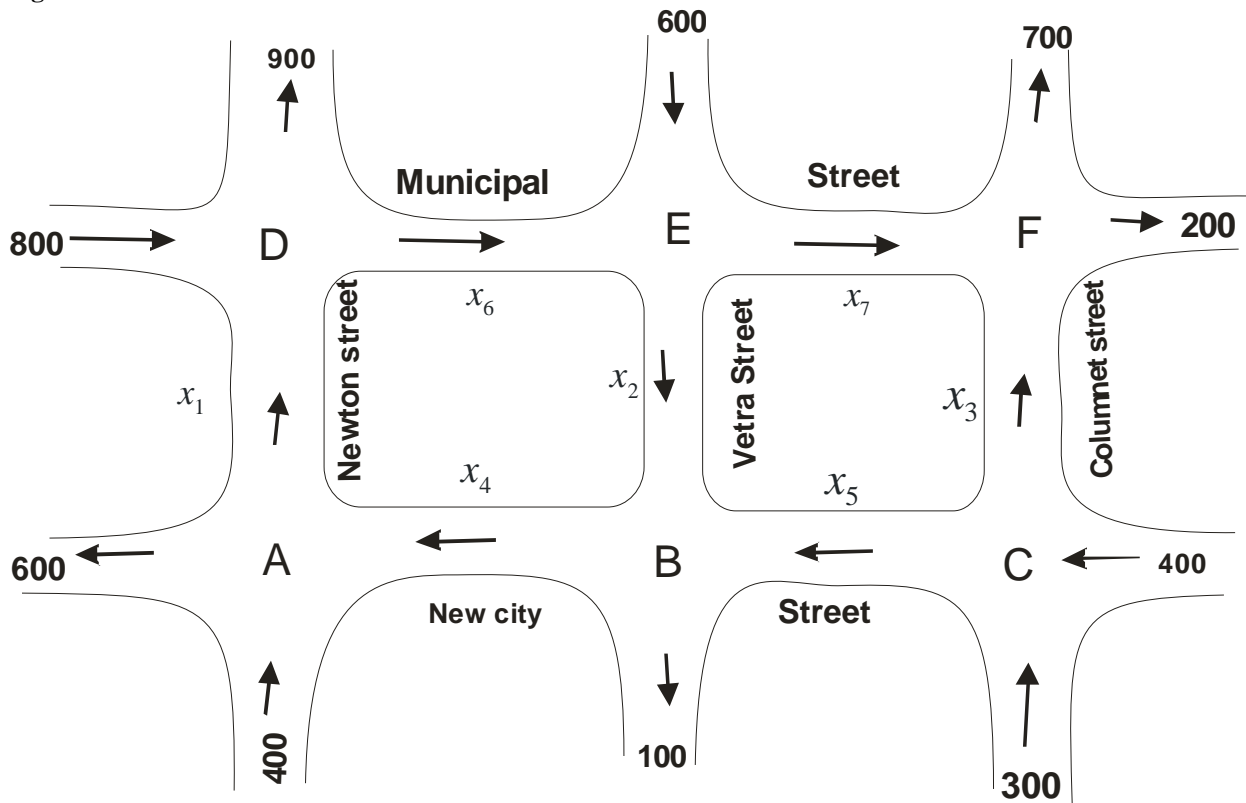 600
700
900
Municipal
Street
800
D
E
F
200
x₆
x₇
x₁
Newton street
x₂
Vetra Street
x₃
Columnet street
x₄
x₅
600
A
B
C
400
New city
Street
400
100
300